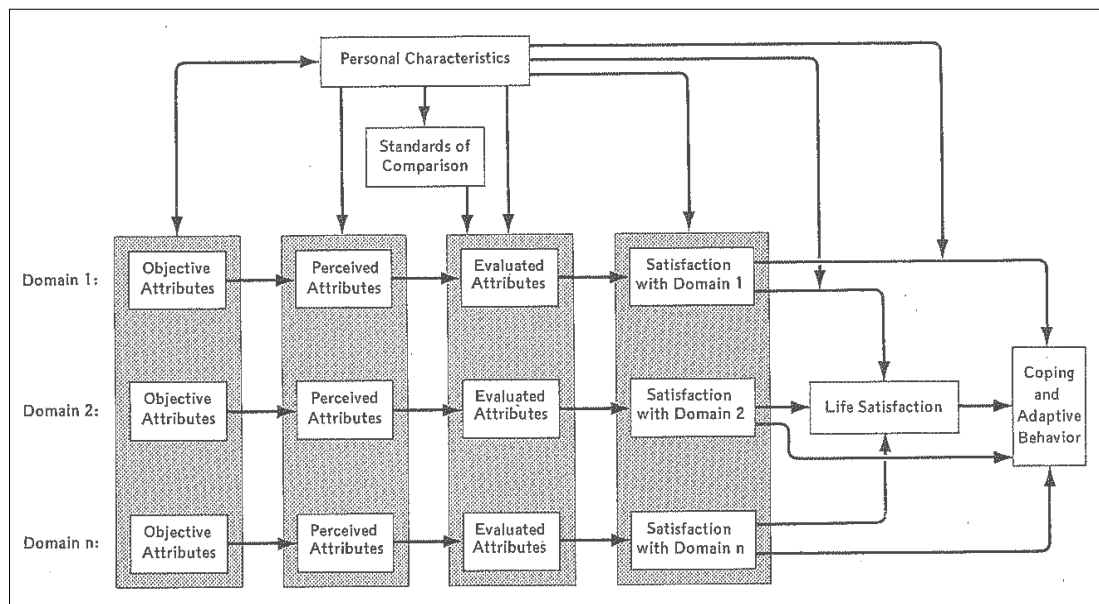 Personal Characteristics
Standards of
Comparison
Domain 1:
Objective
Attributes
Perceived
Attributes
Evaluated
Attributes
Satisfaction
with Domain 1
Domain 2:
Objective
Attributes
Perceived
Attributes
Evaluated
Attributes
Satisfaction
with Domain 2
Life Satisfaction
Coping
and
Adaptive
Behavior
Domain n:
Objective
Attributes
Perceived
Attributes
Evaluated
Attributes
Satisfaction
with Domain n